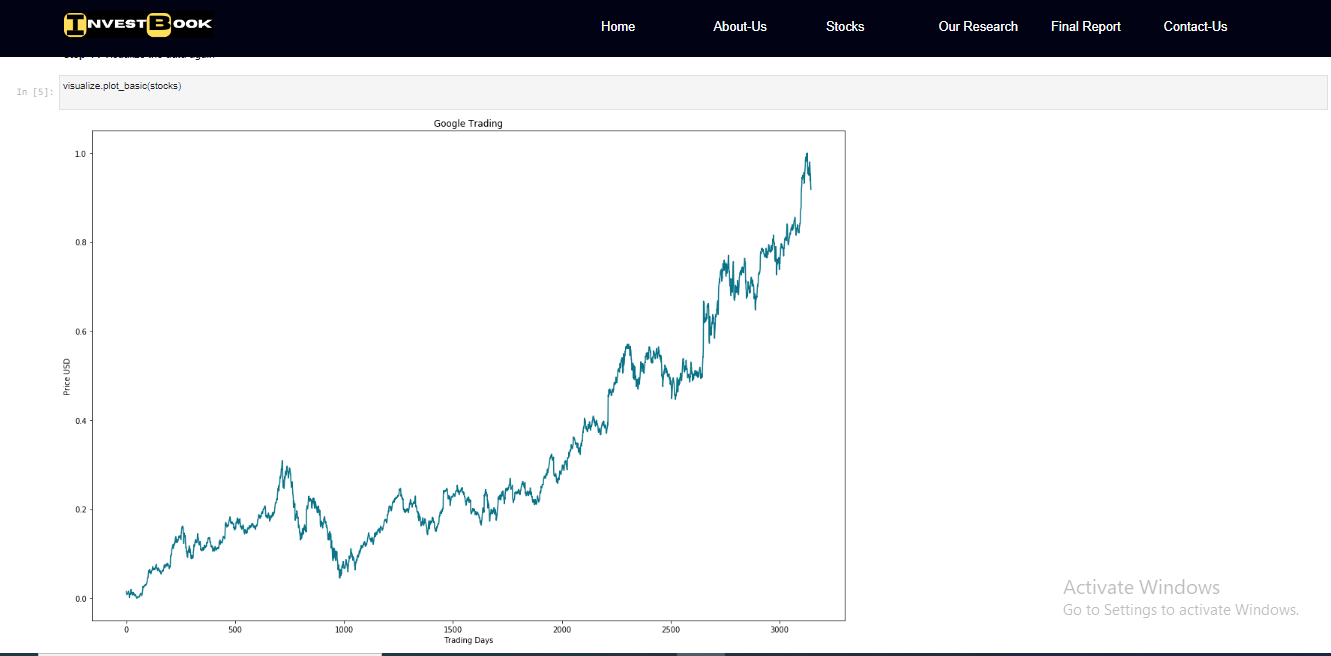 INVESTBOOK
Home
About-Us
Stocks
Our Research
Final Report
Contact-Us
In [5]:
visualize.plot_basic(stocks)
Google Trading
1.0
0.8
0.6
0.4
0.2
0.0
Price USD
0
500
1000
1500
2000
2500
3000
Trading Days
Activate Windows
Go to Settings to activate Windows.